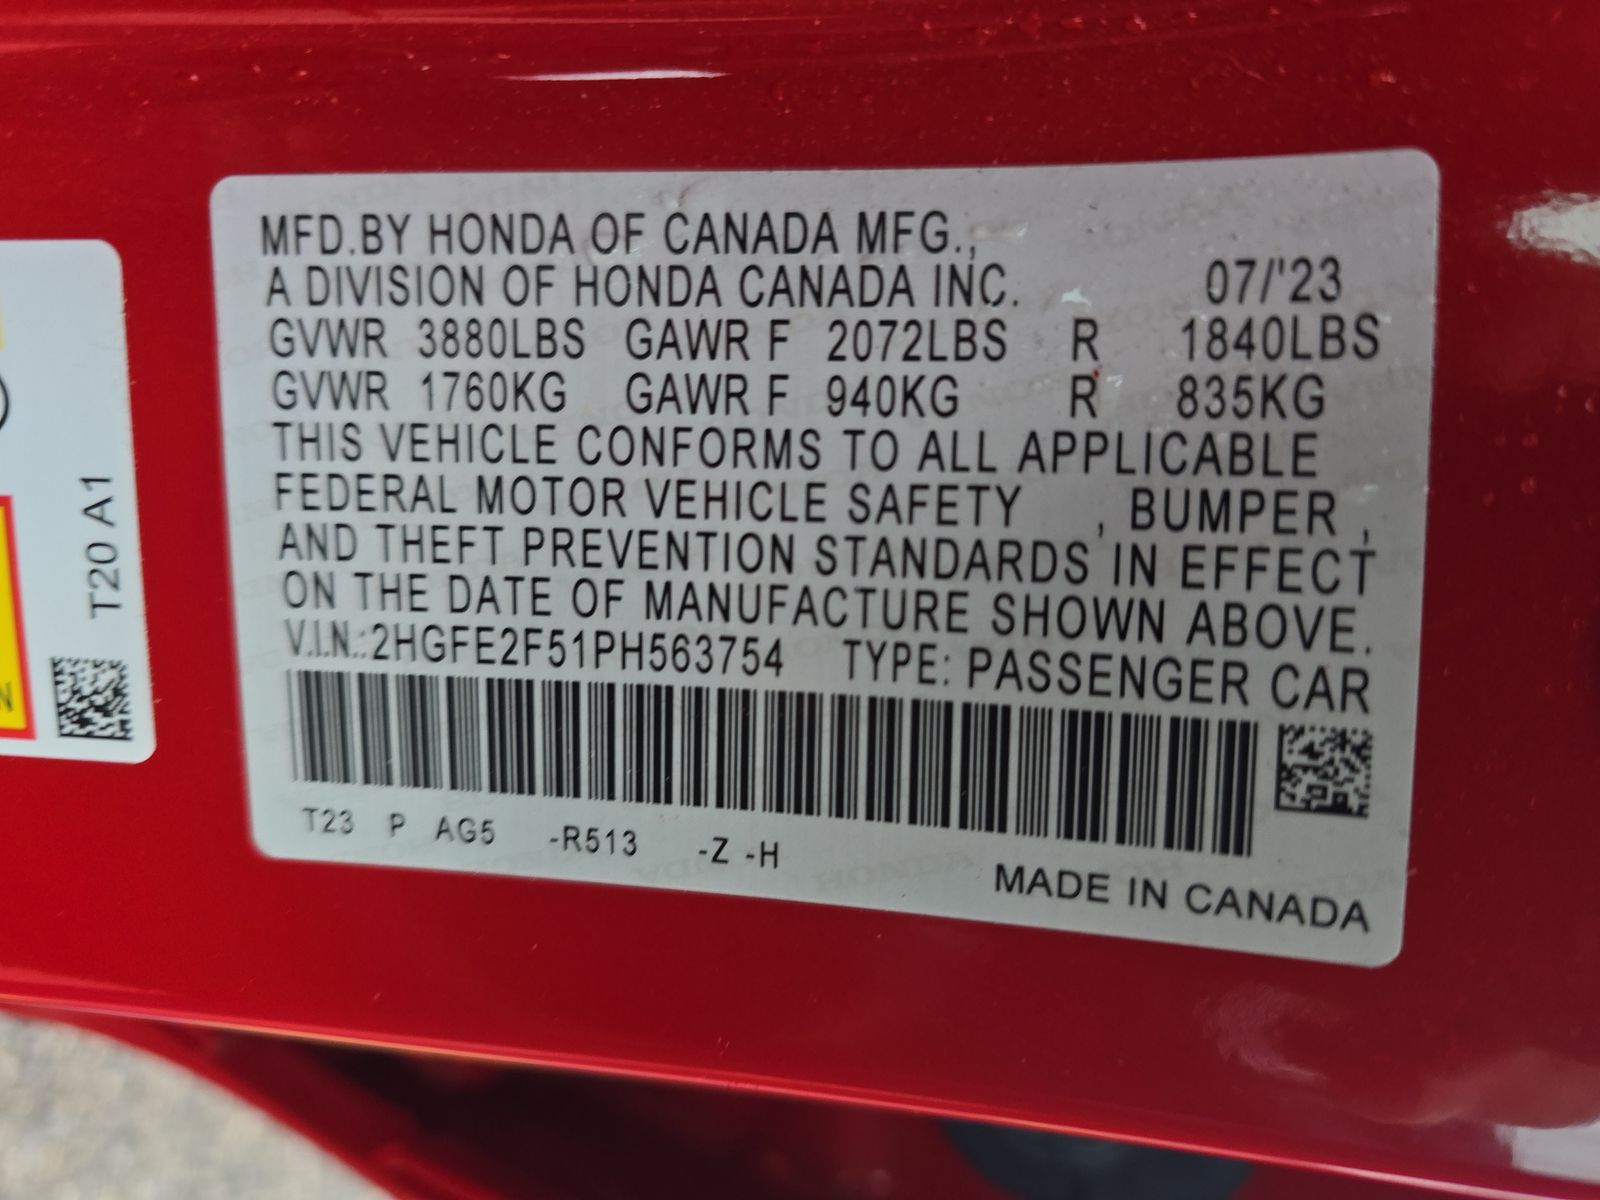 MFD.BY HONDA OF CANADA MFG.,
A DIVISION OF HONDA CANADA INC. 07/'23
GVWR 3880LBS GAWR F 2072LBS R 1840LBS
GVWR 1760KG GAWR F 940KG R 835KG
THIS VEHICLE CONFORMS TO ALL APPLICABLE
FEDERAL MOTOR VEHICLE SAFETY , BUMPER ,
AND THEFT PREVENTION STANDARDS IN EFFECT
ON THE DATE OF MANUFACTURE SHOWN ABOVE.
V.I.N.:2HGFE2F51PH563754 TYPE: PASSENGER CAR
T23 P AG5 -R513 -Z -H
MADE IN CANADA
T20 A1